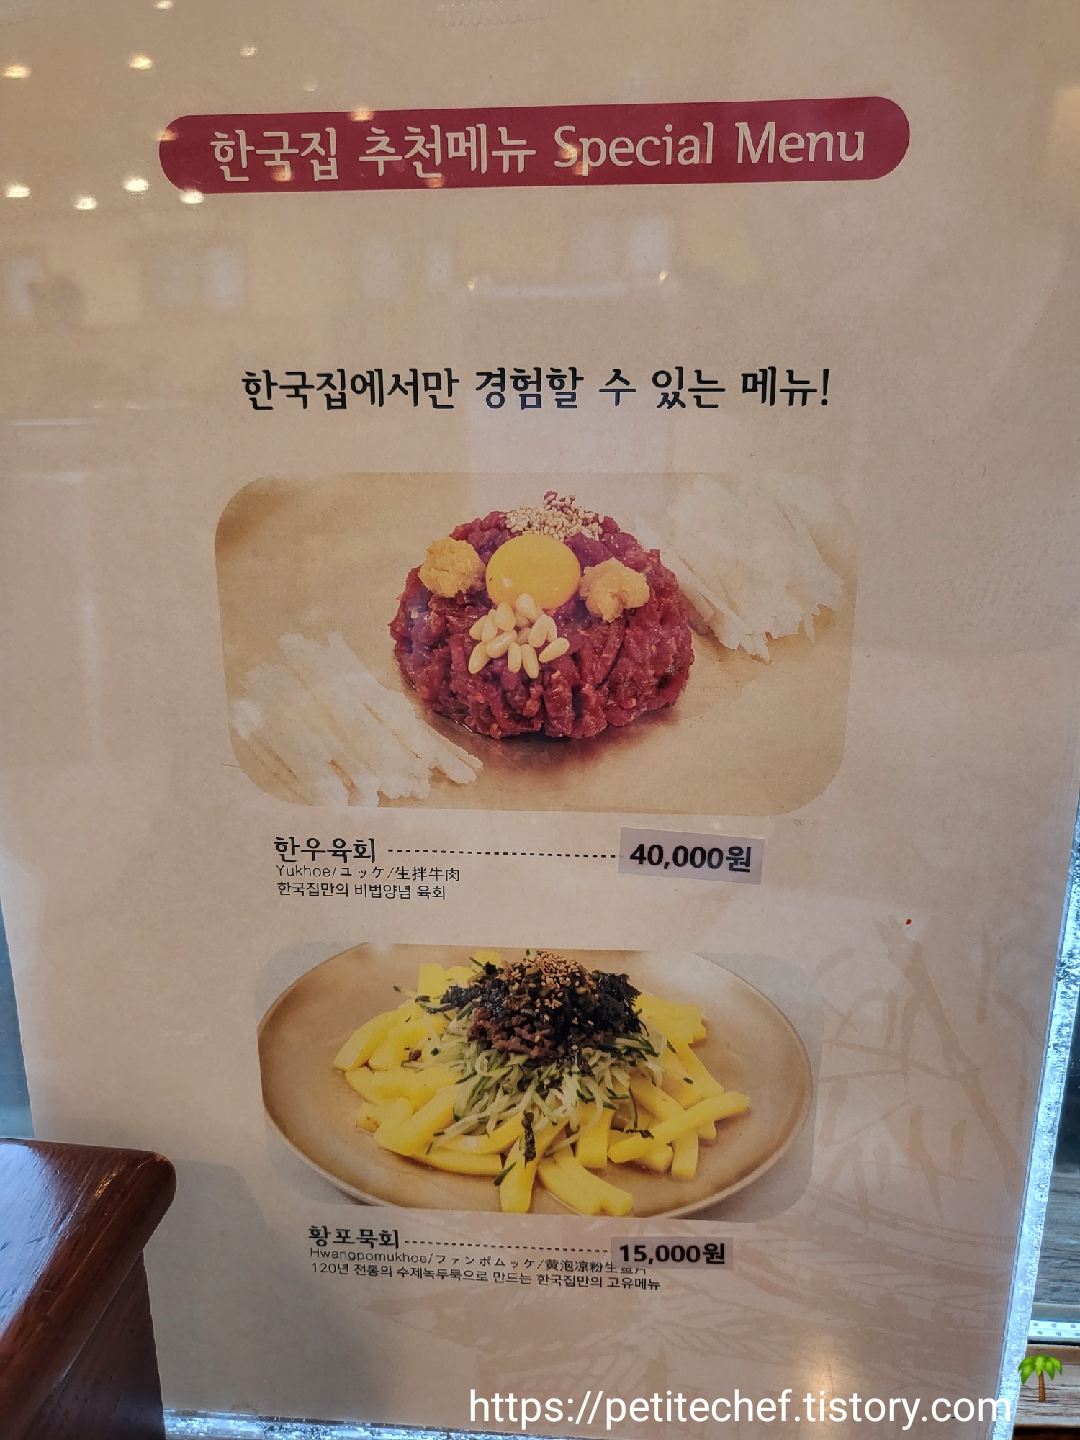 한국집 추천메뉴 Special Menu
한국집에서만 경험할 수 있는 메뉴!
한우육회 40,000원
Yukhoe/ユッケ/生拌牛肉
한국집만의 비법양념 육회
황포묵회 15,000원
Hwangpomukhoe/ファンポムッケ/黄泡凉粉生
120년 전통의 수제녹두묵으로 만드는 한국집만의 고유메뉴
https://petitechef.tistory.com